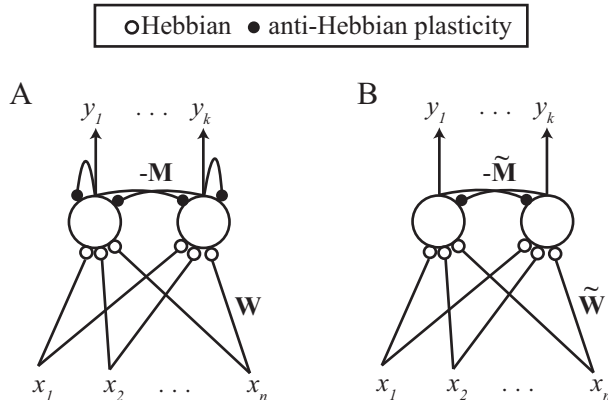 Hebbian anti-Hebbian plasticity
A B
y₁ . . . yₖ y₁ . . . yₖ
-M -M̃
W W̃
x₁ x₂ . . . xₙ x₁ x₂ . . . xₙ